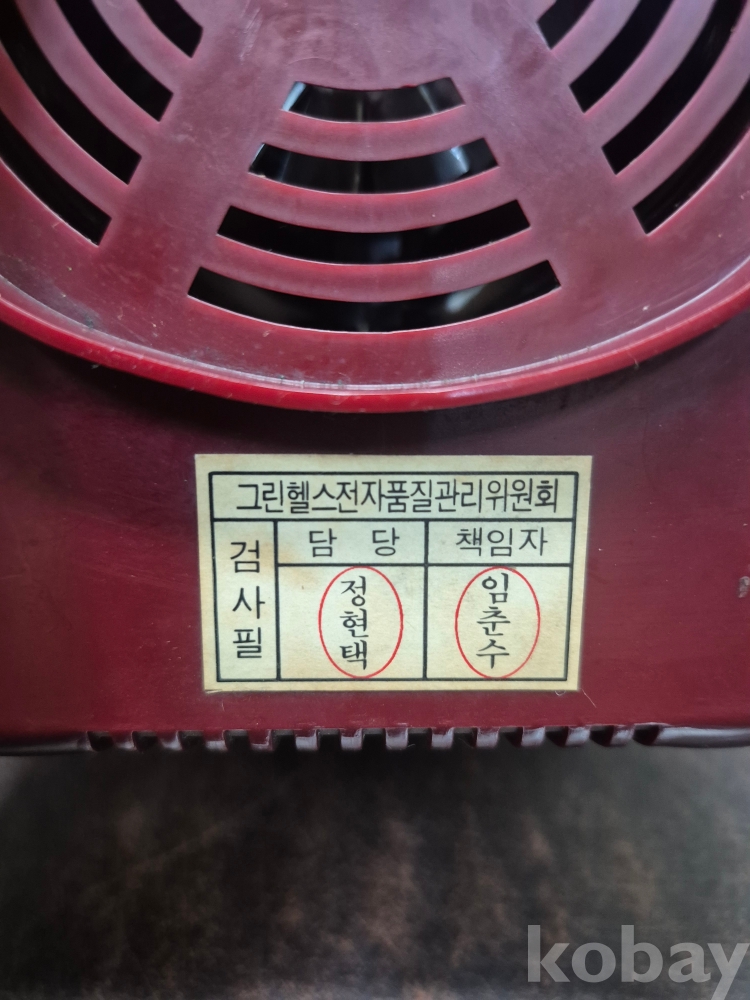 그린헬스전자품질관리위원회
검사필
담 당
책임자
정현택
임춘수
kobay